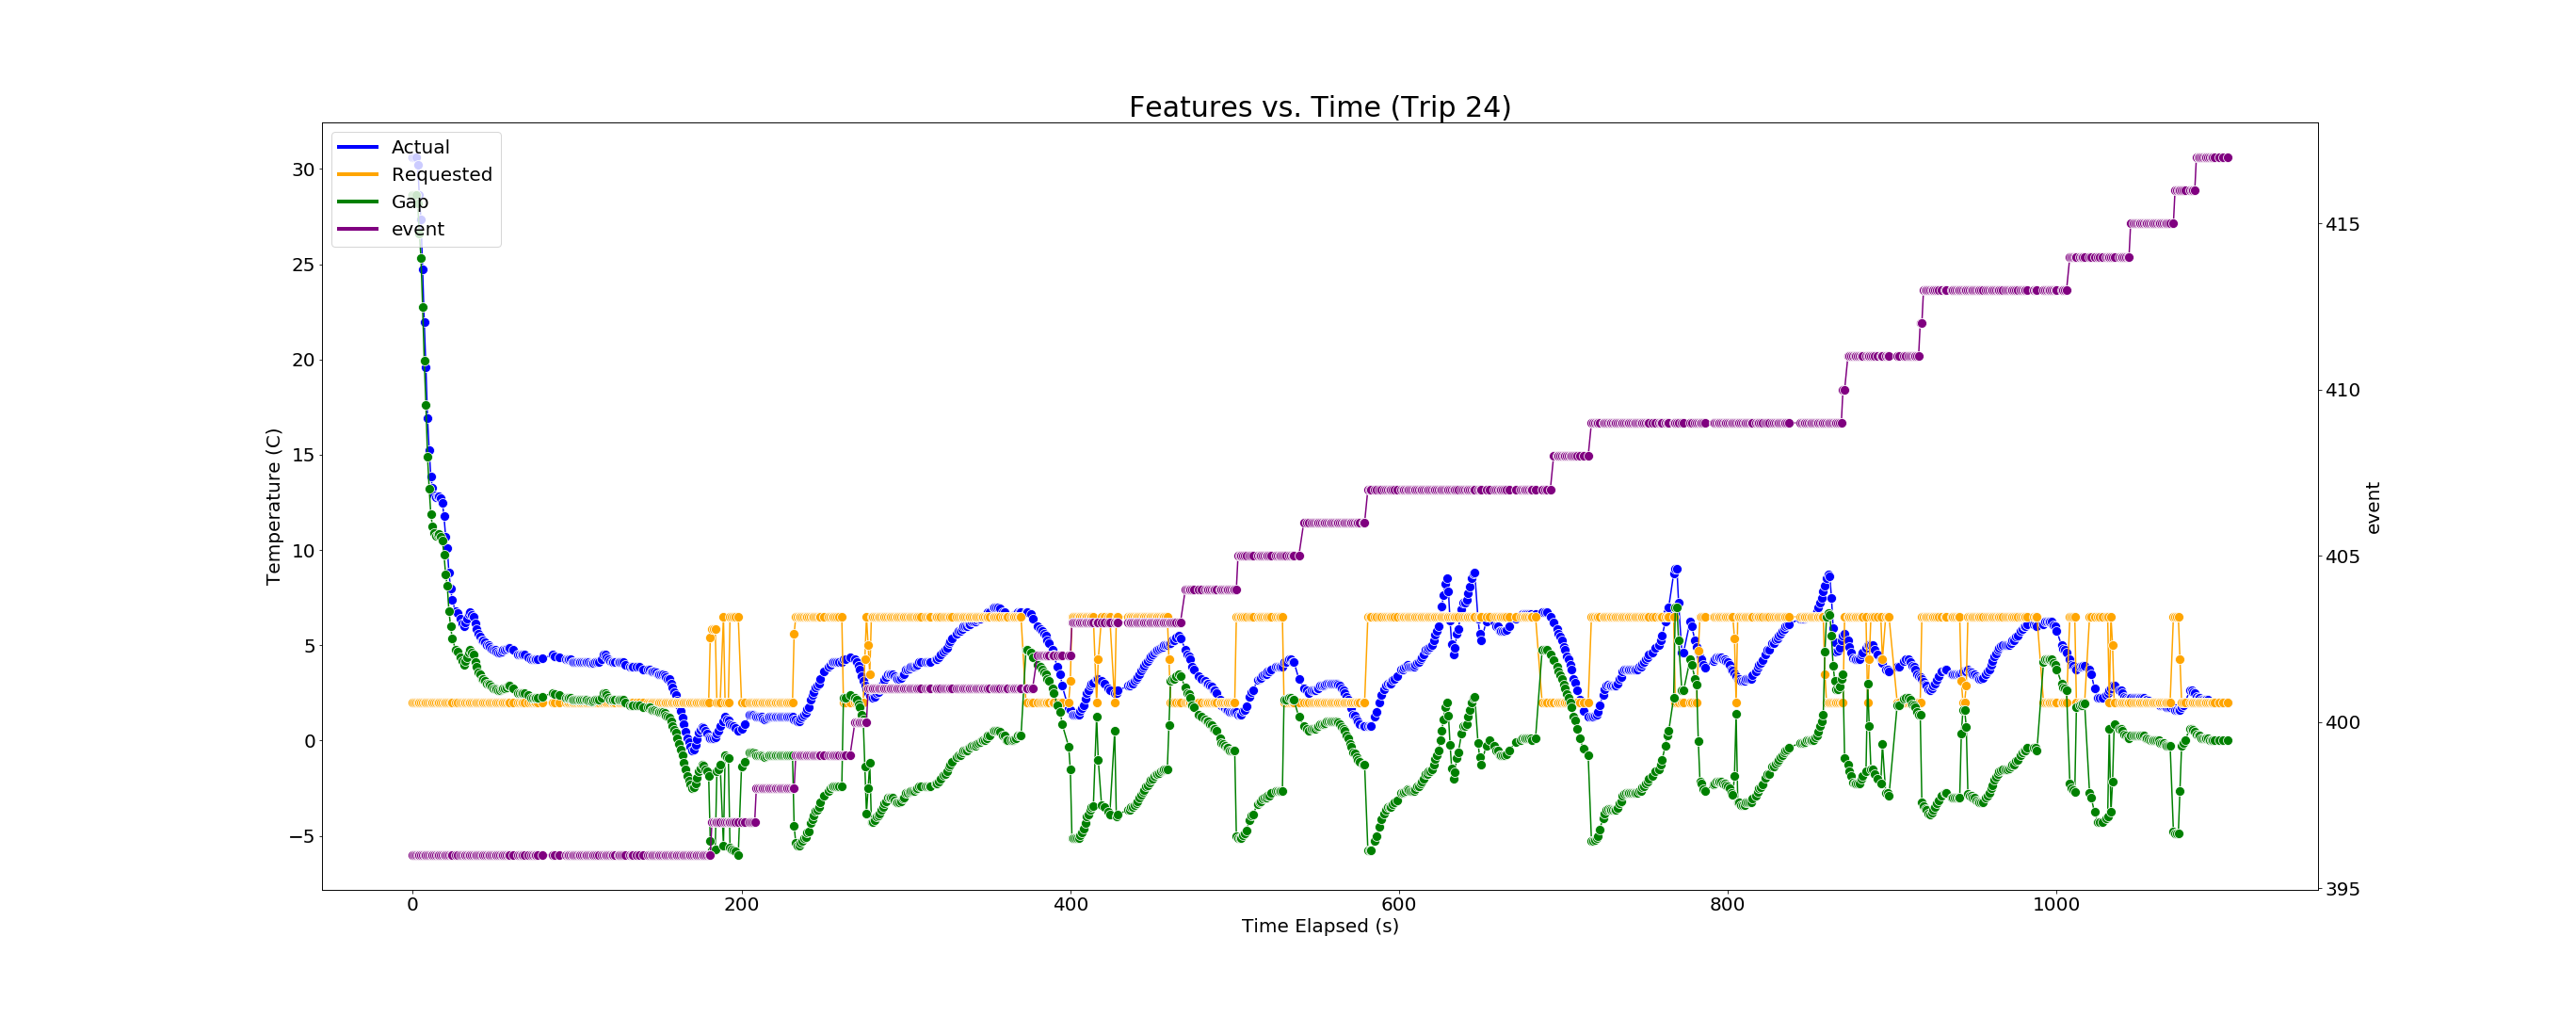 Features vs. Time (Trip 24)
Actual
Requested
Gap
event
30
25
20
15
10
5
0
−5
Temperature (C)
415
410
405
400
395
event
0
200
400
600
800
1000
Time Elapsed (s)